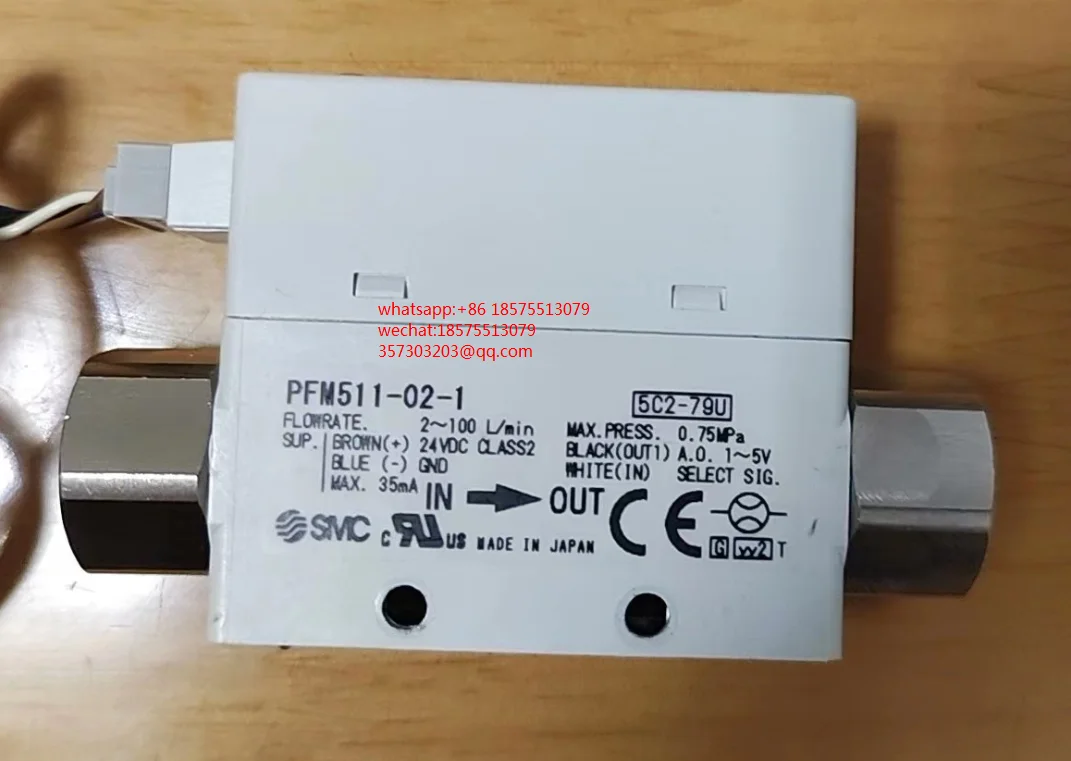 whatsapp:+86 18575513079
wechat:18575513079
357303203@qq.com
PFM511-02-1
5C2-79U
FLOWRATE. 2~100 L/min
SUP. BROWN(+) 24VDC CLASS2
BLUE (-) GND
MAX. 35mA
MAX.PRESS. 0.75MPa
BLACK(OUT1) A.O. 1~5V
WHITE(IN) SELECT SIG.
IN OUT
SMC c RU US MADE IN JAPAN CE
G yy2 T